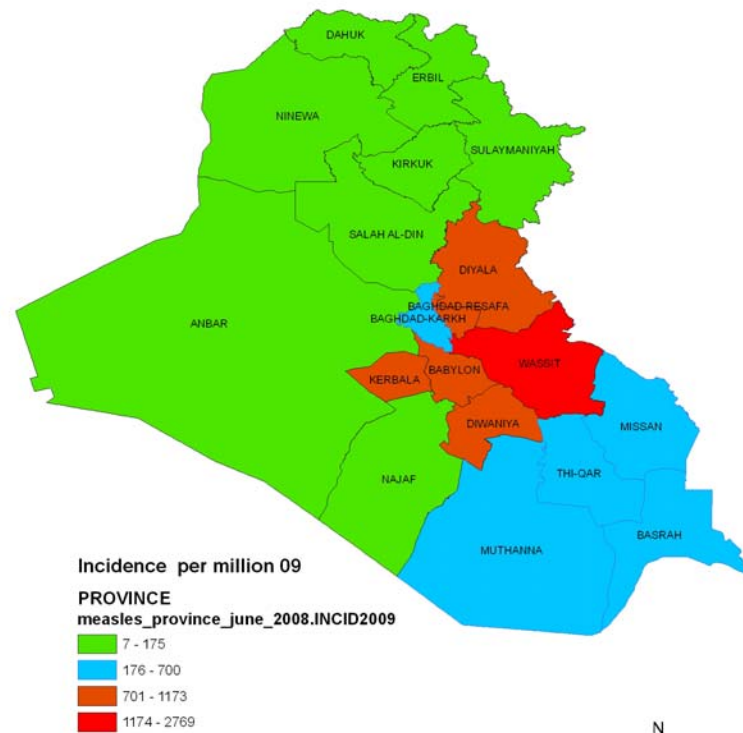 DAHUK
ERBIL
NINEWA
SULAYMANIYAH
KIRKUK
SALAH AL-DIN
DIYALA
BAGHDAD-RESAFA
ANBAR
BAGHDAD-KARKH
WASSIT
BABYLON
KERBALA
DIWANIYA
MISSAN
THI-QAR
NAJAF
BASRAH
MUTHANNA
Incidence per million 09
PROVINCE
measles_province_june_2008.INCID2009
7 - 175
176 - 700
701 - 1173
1174 - 2769
N